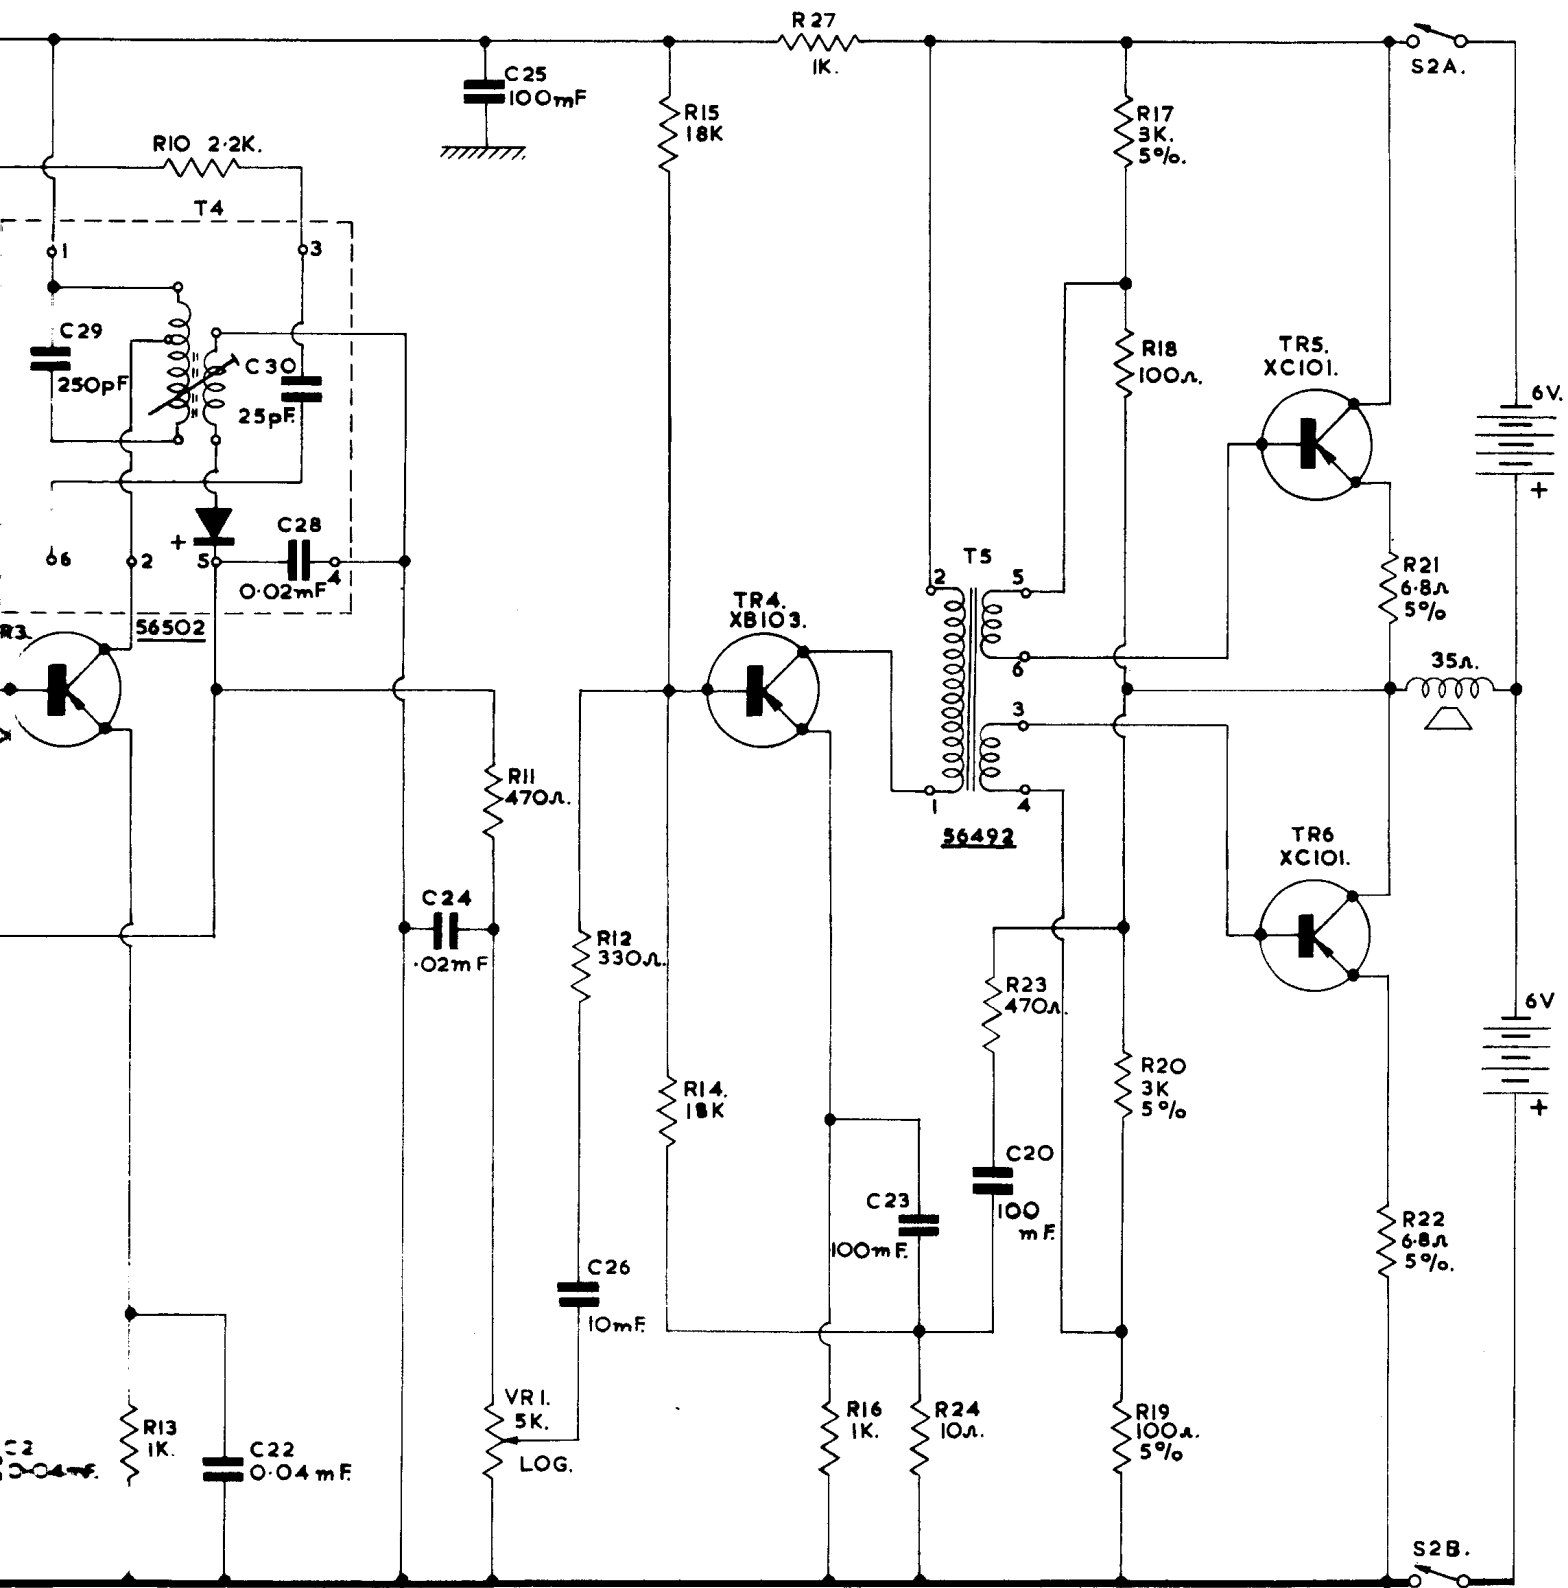 R27
1K.
S2A.
C25
100mF
R15
18K
R17
3K.
5%.
R10 2·2K.
T4
1
3
C29
250pF
C30
25pF.
R18
100Ω.
TR5.
XC101.
6V.
+
C28
0·02mF
+
6
2
5
4
56502
T5
2
5
6
3
1
4
56492
R21
6·8Ω
5%
TR4.
XB103.
35Ω.
R3.
R11
470Ω.
TR6
XC101.
C24
·02mF
R12
330Ω.
R23
470Ω.
6V
+
R14.
18K
R20
3K
5%
C20
100
mF.
C23
100mF.
R22
6·8Ω
5%.
C26
10mF.
VR1.
5K.
LOG.
R13
1K.
C22
0·04mF.
C2
0·04mF.
R16
1K.
R24
10Ω.
R19
100Ω.
5%
S2B.